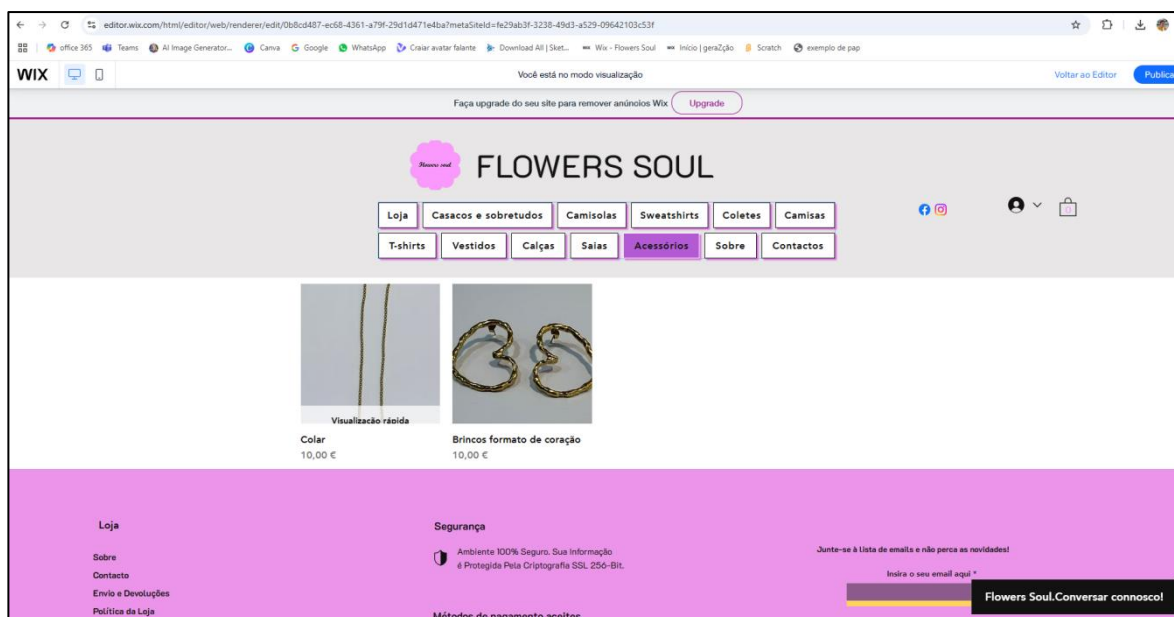 editor.wix.com/html/editor/web/renderer/edit/0b8cd487-ec68-4361-a79f-29d1d471e4ba?metaSiteId=fe29ab3f-3238-49d3-a529-09642103c53f
office 365 Teams AI Image Generator... Canva Google WhatsApp Craiar avatar falante Download All | Sket... Wix - Flowers Soul Início | geraZção Scratch exemplo de pap
WIX Você está no modo visualização Voltar ao Editor Publica
Faça upgrade do seu site para remover anúncios Wix Upgrade
Flowers soul FLOWERS SOUL
Loja Casacos e sobretudos Camisolas Sweatshirts Coletes Camisas
0
T-shirts Vestidos Calças Saias Acessórios Sobre Contactos
Visualização rápida
Colar Brincos formato de coração
10,00 € 10,00 €
Loja Segurança
Ambiente 100% Seguro. Sua Informação
é Protegida Pela Criptografia SSL 256-Bit.
Junte-se à lista de emails e não perca as novidades!
Sobre
Contacto Insira o seu email aqui *
Envio e Devoluções
Flowers Soul.Conversar connosco!
Política da Loja
Métodos de pagamento aceites